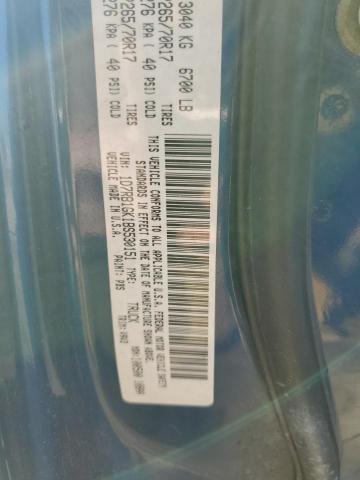 3040 KG 6700 LB
265/70R17 TIRES
276 KPA ( 40 PSI) COLD
265/70R17 TIRES
276 KPA ( 40 PSI) COLD
THIS VEHICLE CONFORMS TO ALL APPLICABLE U.S.A. FEDERAL MOTOR VEHICLE SAFETY
STANDARDS IN EFFECT ON THE DATE OF MANUFACTURE SHOWN ABOVE.
VIN: 1D7RB1GK1BS530151 TYPE: TRUCK
MADE IN U.S.A. PAINT: PBS TRIM:
MDH: